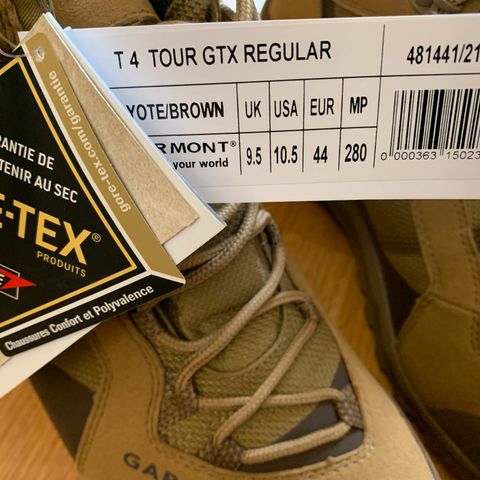 T 4 TOUR GTX REGULAR 481441/21
YOTE/BROWN UK USA EUR MP
RMONT® 9.5 10.5 44 280
your world
0 000363 15023
RANTIE DE
TENIR AU SEC
E-TEX®
PRODUITS
Chaussures Confort et Polyvalence
gore-tex.com/garantie
GAR